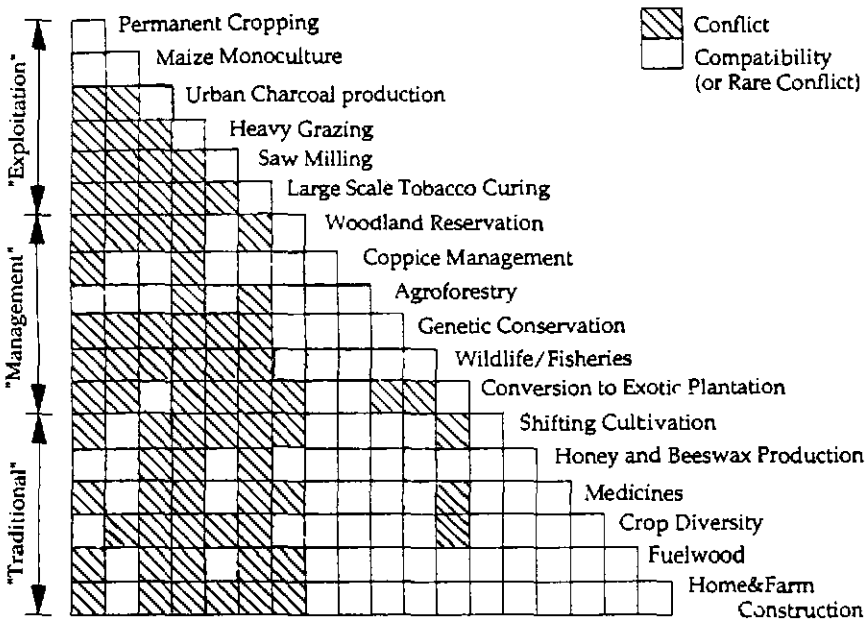 Permanent Cropping
Conflict
Maize Monoculture
Compatibility
(or Rare Conflict)
Urban Charcoal production
Heavy Grazing
Saw Milling
Large Scale Tobacco Curing
"Exploitation"
Woodland Reservation
Coppice Management
Agroforestry
Genetic Conservation
Wildlife/Fisheries
Conversion to Exotic Plantation
"Management"
Shifting Cultivation
Honey and Beeswax Production
Medicines
Crop Diversity
Fuelwood
Home&Farm
Construction
"Traditional"